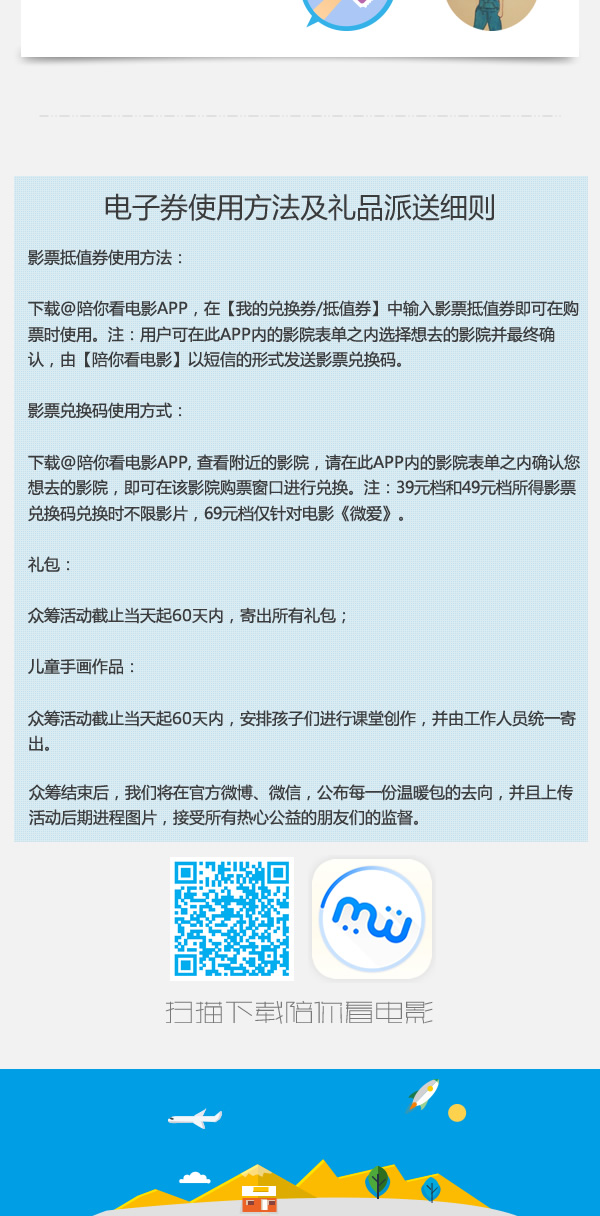 电子券使用方法及礼品派送细则
影票抵值券使用方法：
下载@陪你看电影APP，在【我的兑换券/抵值券】中输入影票抵值券即可在购
票时使用。注：用户可在此APP内的影院表单之内选择想去的影院并最终确
认，由【陪你看电影】以短信的形式发送影票兑换码。
影票兑换码使用方式：
下载@陪你看电影APP, 查看附近的影院，请在此APP内的影院表单之内确认您
想去的影院，即可在该影院购票窗口进行兑换。注：39元档和49元档所得影票
兑换码兑换时不限影片，69元档仅针对电影《微爱》。
礼包：
众筹活动截止当天起60天内，寄出所有礼包；
儿童手画作品：
众筹活动截止当天起60天内，安排孩子们进行课堂创作，并由工作人员统一寄
出。
众筹结束后，我们将在官方微博、微信，公布每一份温暖包的去向，并且上传
活动后期进程图片，接受所有热心公益的朋友们的监督。
扫描下载陪你看电影